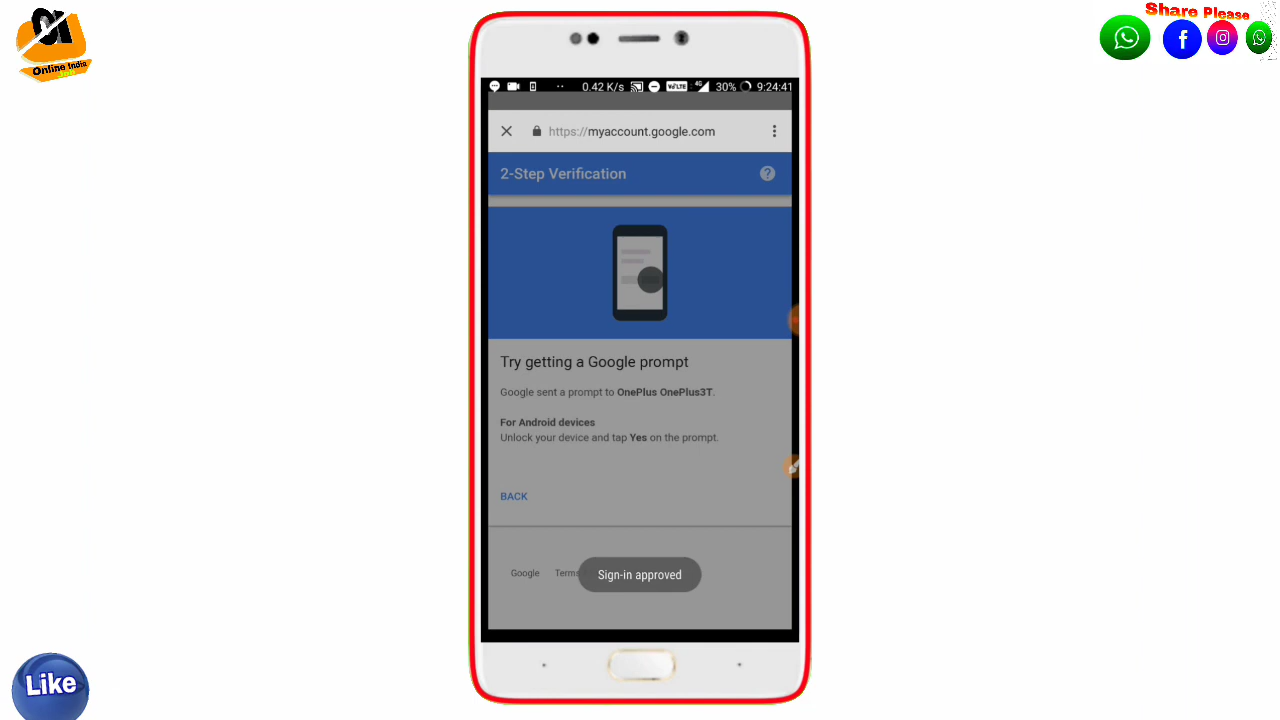 Online India
Share Please
0.42 K/s
VoLTE
4G
30%
9:24:41
https://myaccount.google.com
2-Step Verification
?
Try getting a Google prompt
Google sent a prompt to OnePlus OnePlus3T.
For Android devices
Unlock your device and tap Yes on the prompt.
BACK
Google
Sign-in approved
Like